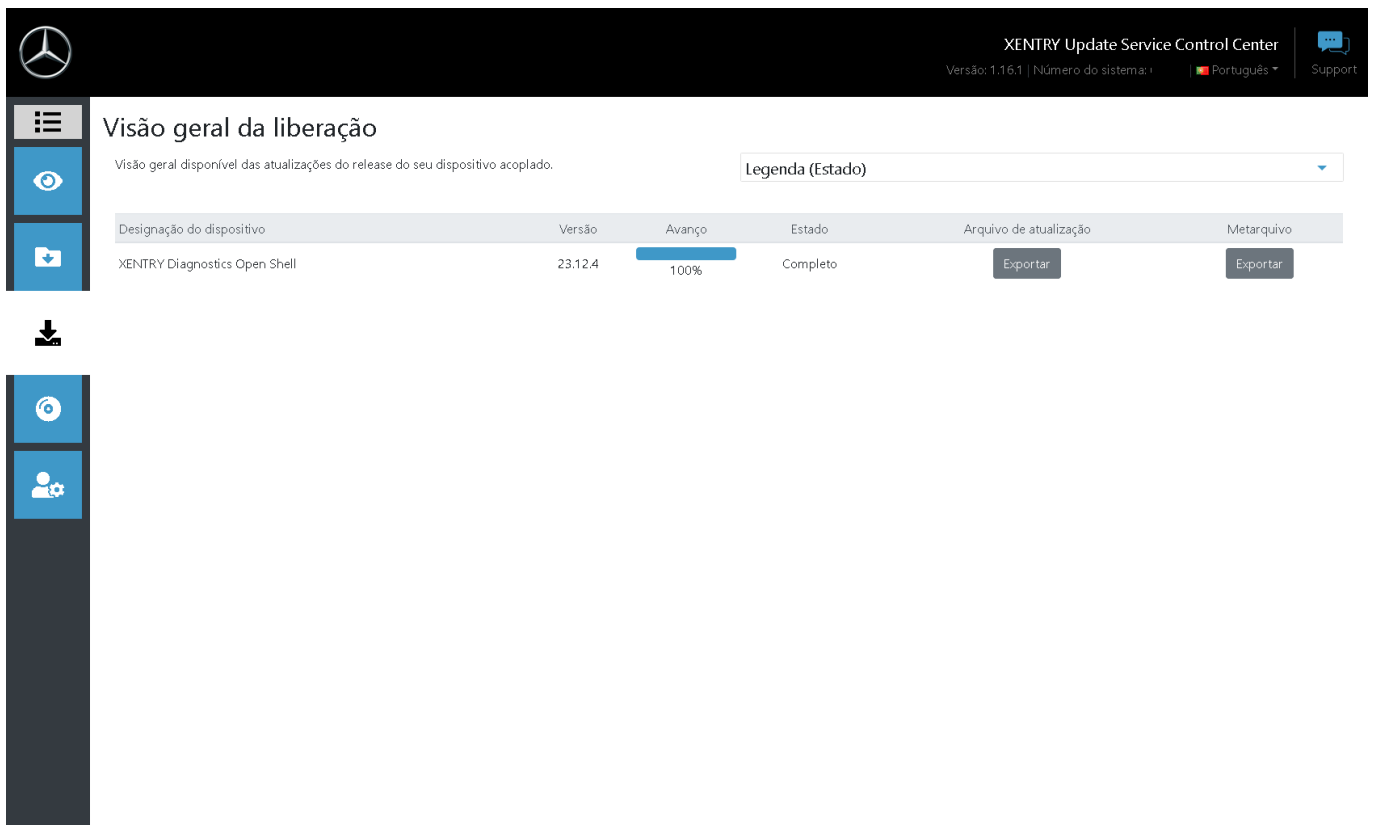 XENTRY Update Service Control Center
Versão: 1.16.1 | Número do sistema: | Português
Support
Visão geral da liberação
Visão geral disponível das atualizações do release do seu dispositivo acoplado.
Legenda (Estado)
Designação do dispositivo Versão Avanço Estado Arquivo de atualização Metarquivo
XENTRY Diagnostics Open Shell 23.12.4 100% Completo Exportar Exportar